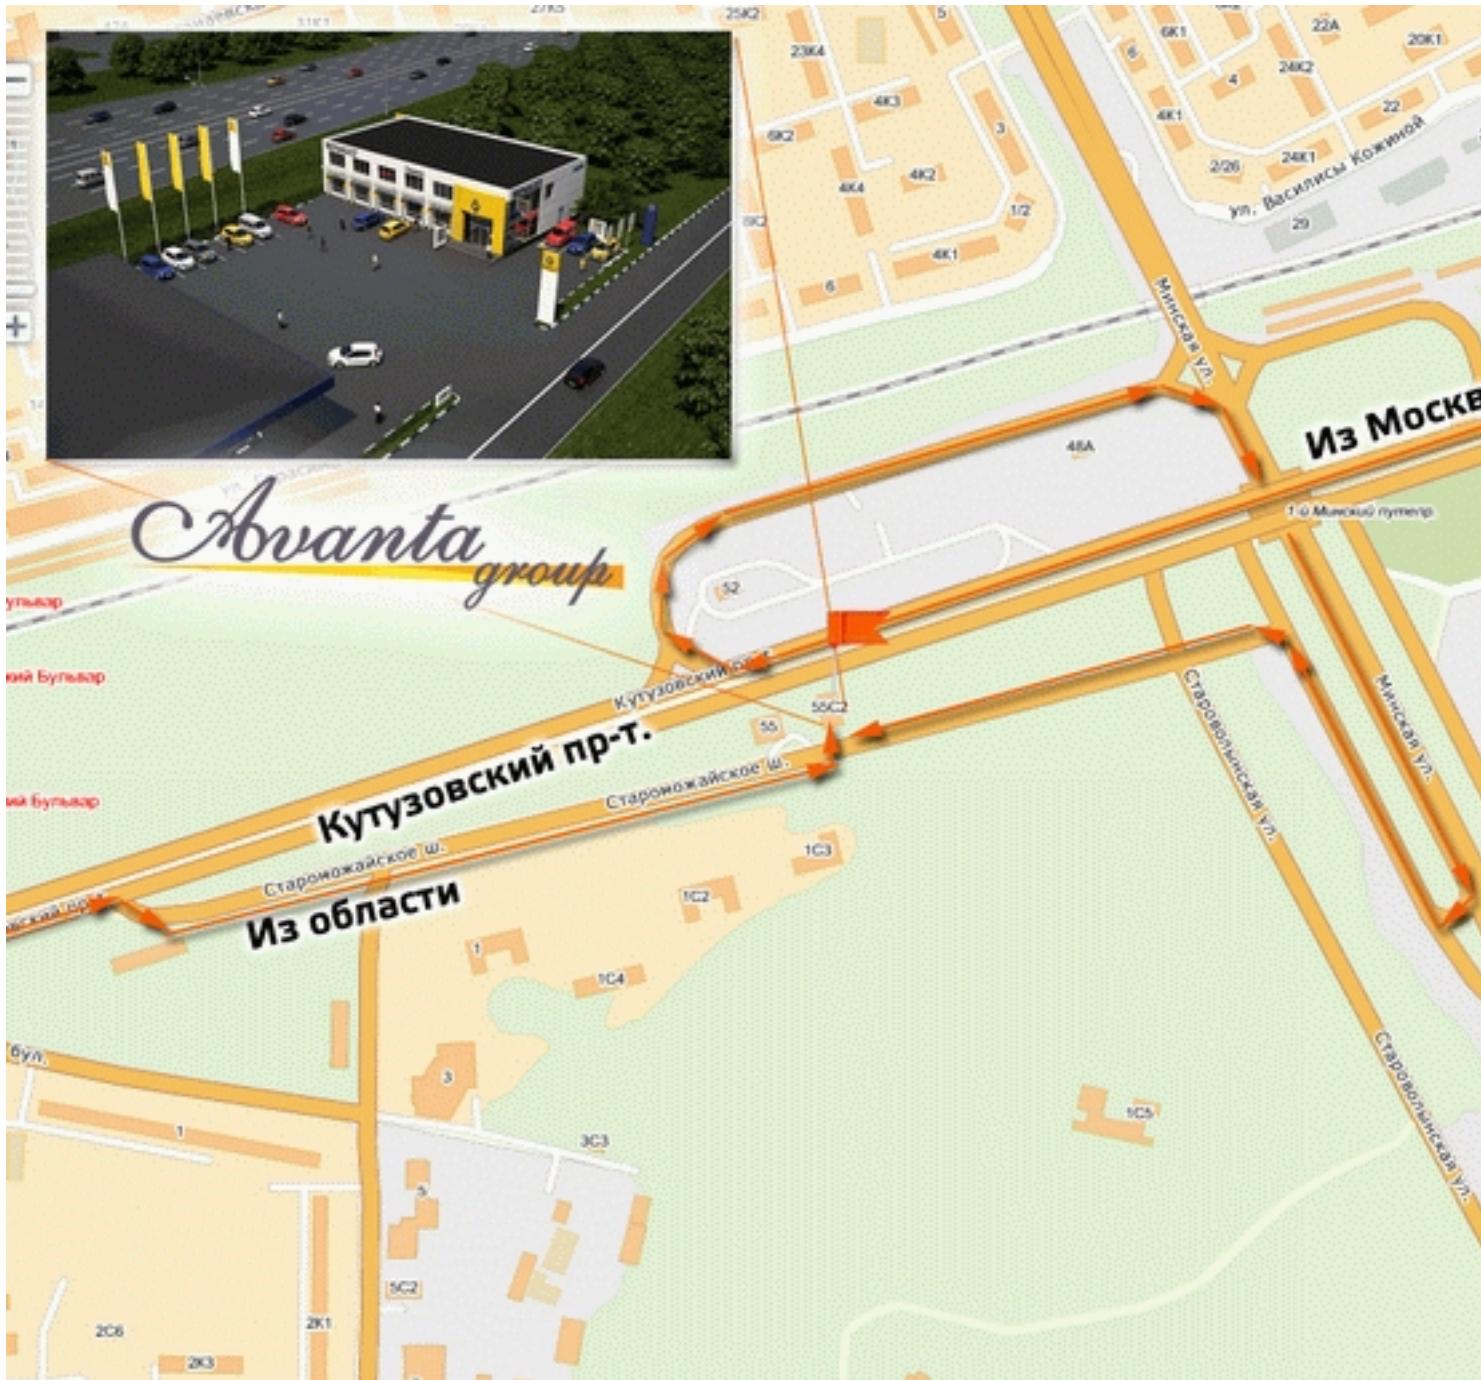 25К2
5
6К1
22А
20К1
23К4
6
4
24К2
22
4К3
4К1
6К2
3
4К4
4К2
2/26
24К1
ул. Василисы Кожиной
1/2
29
4К1
6
Минская ул.
Из Москв
48А
1-й Минский путепр.
Avanta
group
52
ульвар
кий Бульвар
Кутузовский пр-т.
55С2
55
Кутузовский пр-т.
Староможайское ш.
Старовольнская ул.
Минская ул.
кий Бульвар
Староможайское ш.
1С3
Из области
1С2
1
1С4
бул.
3
1С5
1
3С3
Старовольнская ул.
5
5С2
2С6
2К1
2К3